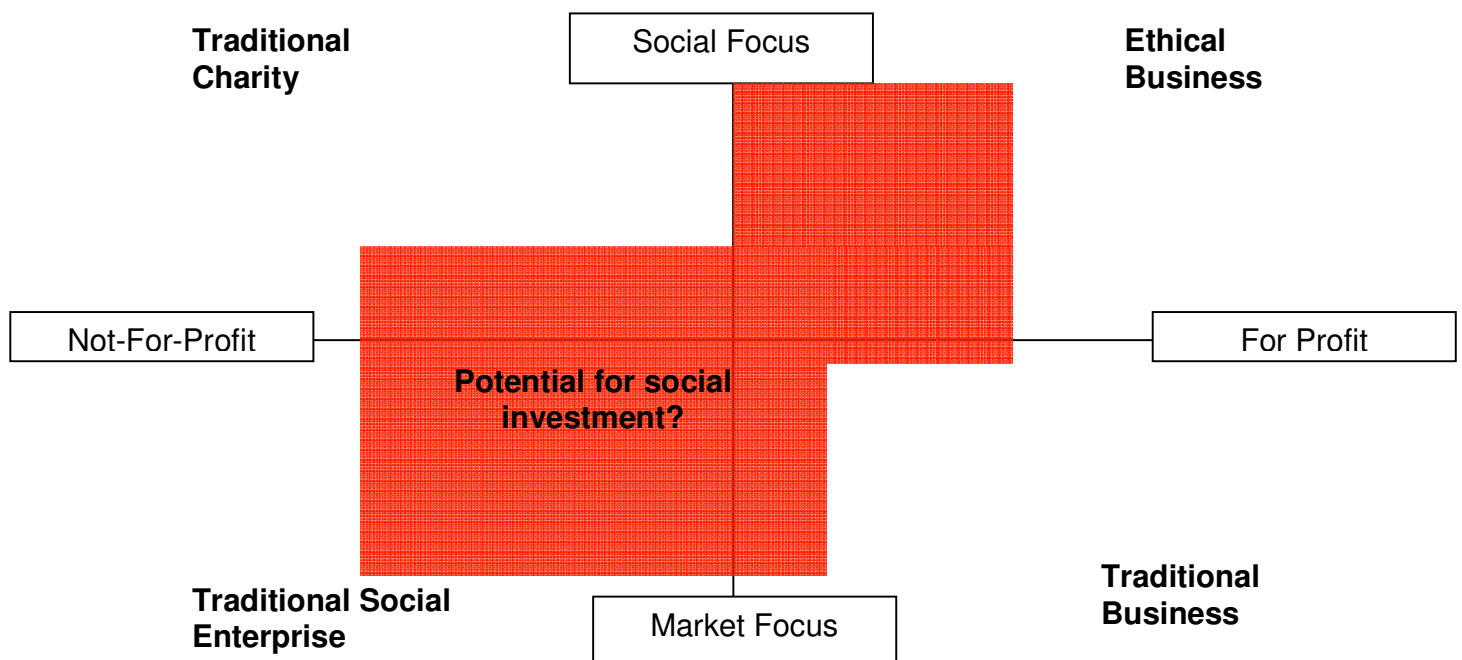 Traditional
Charity
Social Focus
Ethical
Business
Not-For-Profit
For Profit
Potential for social
investment?
Traditional Social
Enterprise
Market Focus
Traditional
Business